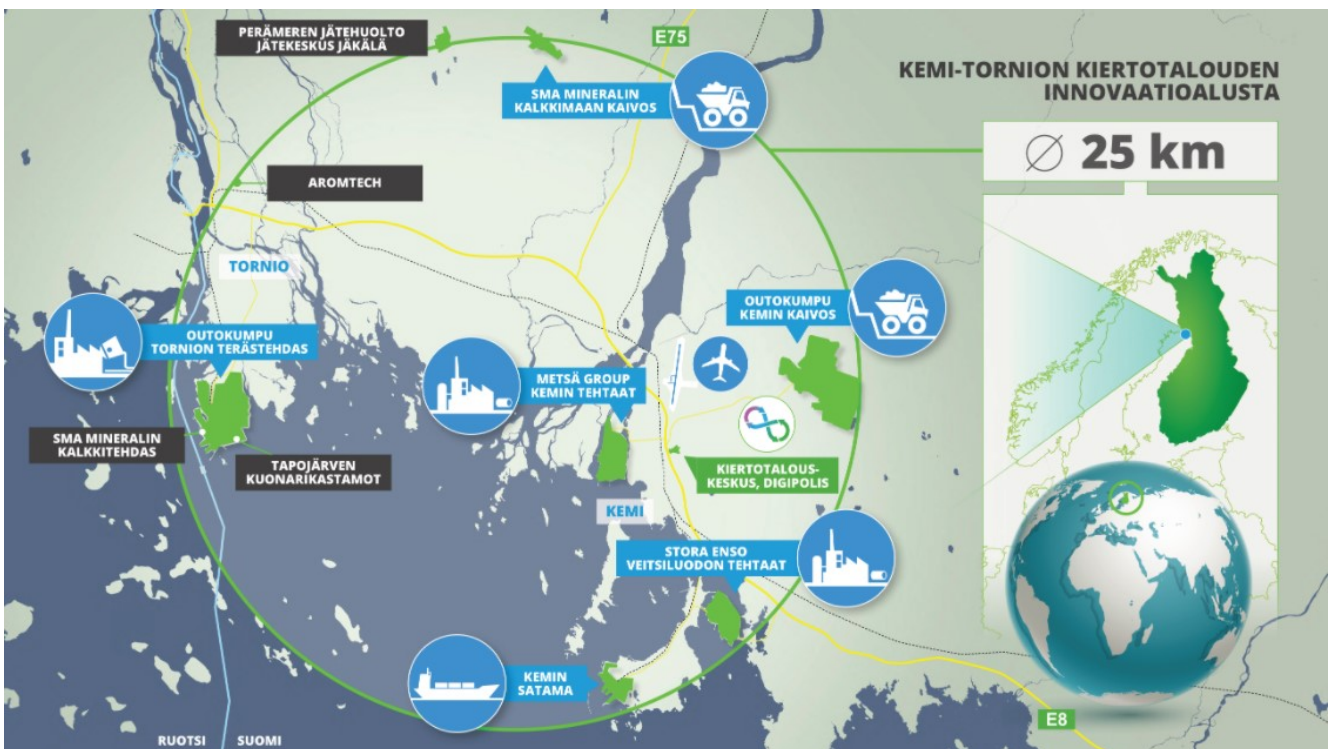 PERÄMEREN JÄTEHUOLTO
JÄTEKESKUS JÄKÄLÄ
E75
SMA MINERALIN
KALKKIMAAN KAIVOS
KEMI-TORNION KIERTOTALOUDEN
INNOVAATIOALUSTA
∅ 25 km
AROMTECH
TORNIO
OUTOKUMPU
TORNION TERÄSTEHDAS
OUTOKUMPU
KEMIN KAIVOS
METSÄ GROUP
KEMIN TEHTAAT
SMA MINERALIN
KALKKITEHDAS
TAPOJÄRVEN
KUONARIKASTAMOT
KIERTOTALOUS-
KESKUS, DIGIPOLIS
KEMI
STORA ENSO
VEITSILUODON TEHTAAT
KEMIN
SATAMA
E8
RUOTSI SUOMI